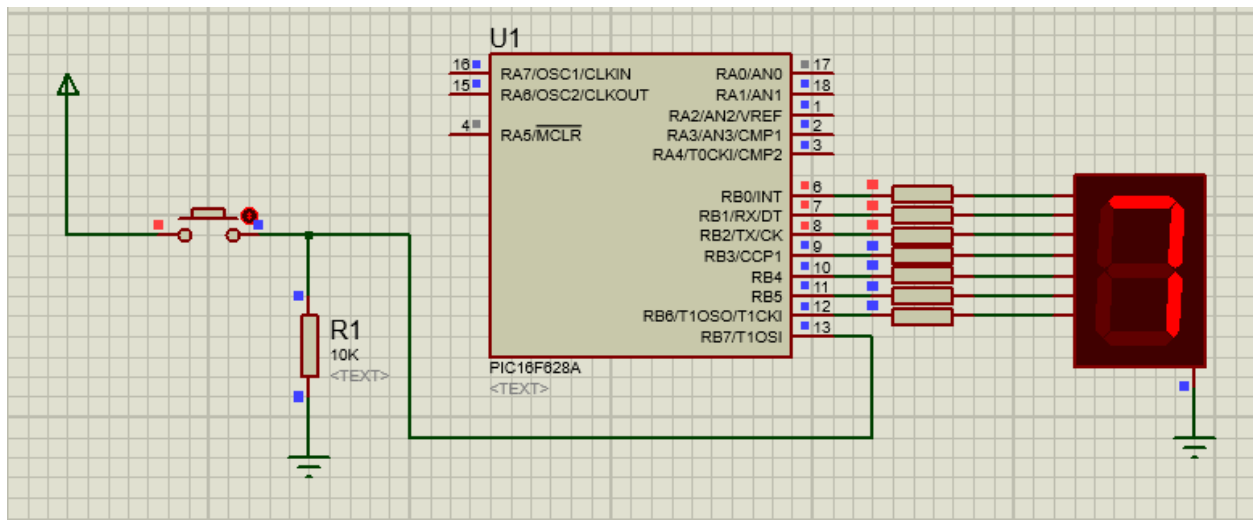 U1
16 RA7/OSC1/CLKIN RA0/AN0 17
15 RA6/OSC2/CLKOUT RA1/AN1 18
RA2/AN2/VREF 1
4 RA5/MCLR RA3/AN3/CMP1 2
RA4/T0CKI/CMP2 3
RB0/INT 6
RB1/RX/DT 7
RB2/TX/CK 8
RB3/CCP1 9
RB4 10
RB5 11
RB6/T1OSO/T1CKI 12
RB7/T1OSI 13
R1
10K
<TEXT>
PIC16F628A
<TEXT>
7